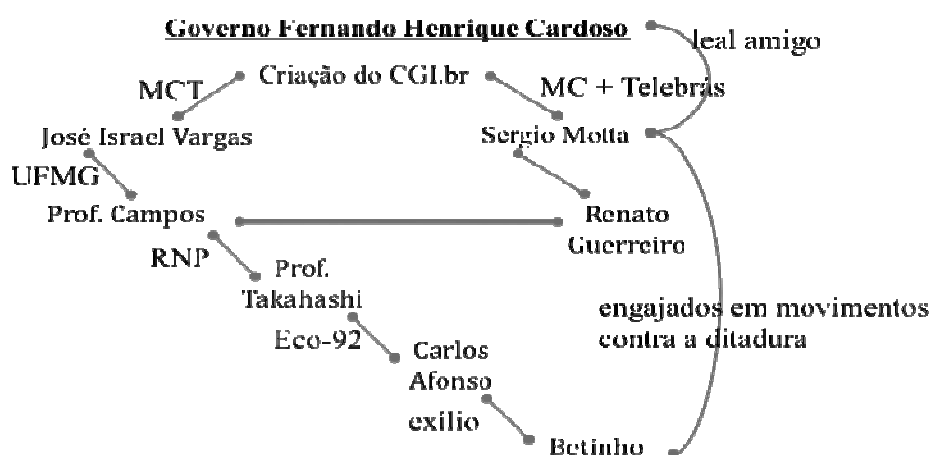 Governo Fernando Henrique Cardoso
leal amigo
Criação do CGI.br
MCT
MC + Telebrás
José Israel Vargas
Sergio Motta
UFMG
Prof. Campos
Renato
Guerreiro
RNP
Prof.
Takahashi
engajados em movimentos
contra a ditadura
Eco-92
Carlos
Afonso
exílio
Betinho